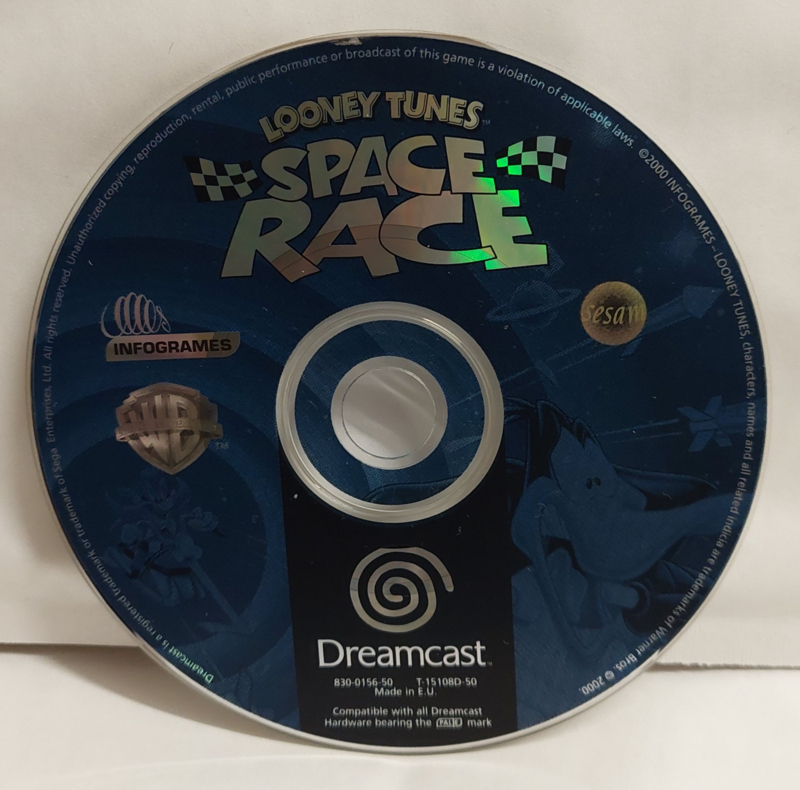 Dreamcast is a registered trademark or trademark of Sega Enterprises, Ltd. All rights reserved. Unauthorized copying, reproduction, rental, public performance or broadcast of this game is a violation of applicable laws. ©2000 INFOGRAMES – LOONEY TUNES, characters, names and all related indicia are trademarks of Warner Bros. © 2000.
LOONEY TUNES™
SPACE
RACE
sesam
INFOGRAMES
WB™
Dreamcast™
830-0156-50 T-15108D-50
Made in E.U.
Compatible with all Dreamcast
Hardware bearing the PAL/E mark